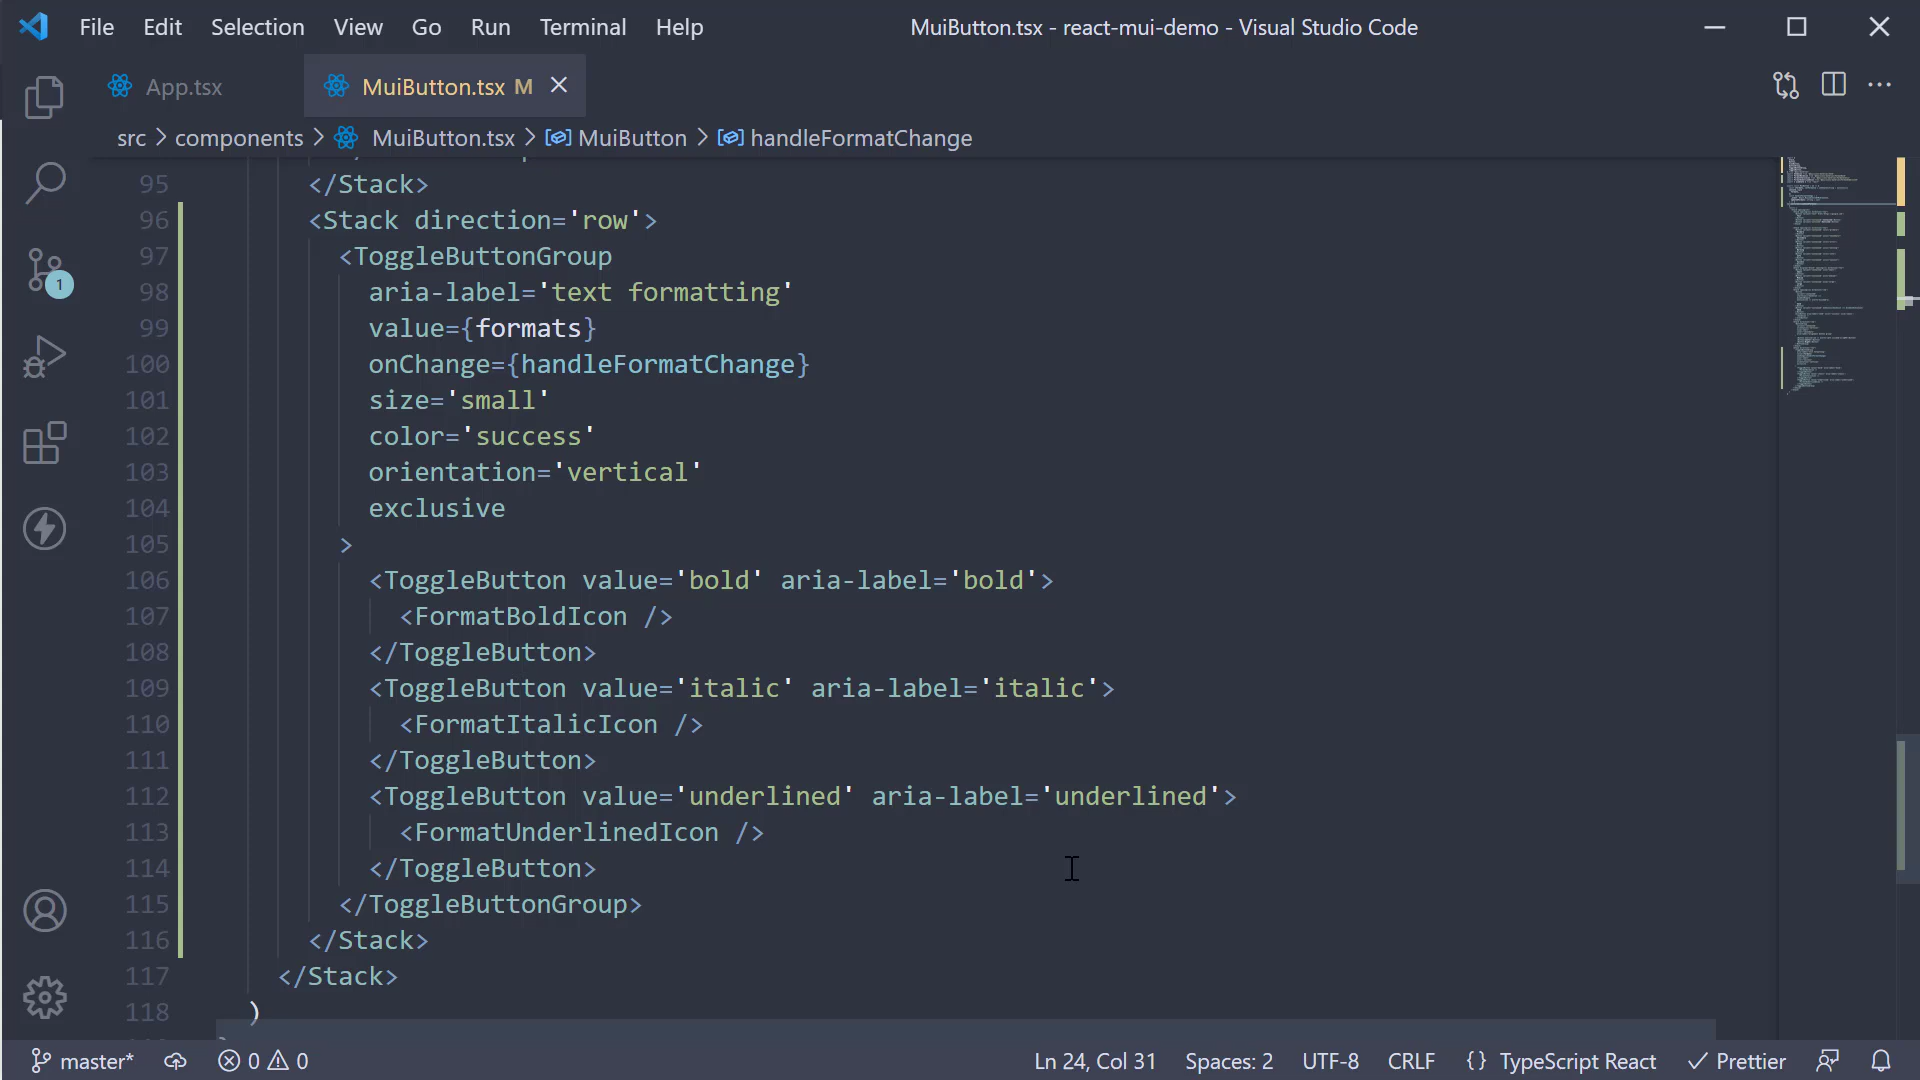 File Edit Selection View Go Run Terminal Help
MuiButton.tsx - react-mui-demo - Visual Studio Code
App.tsx
MuiButton.tsx M
src > components > MuiButton.tsx > MuiButton > handleFormatChange
95 </Stack>
96 <Stack direction='row'>
97 <ToggleButtonGroup
98 aria-label='text formatting'
99 value={formats}
100 onChange={handleFormatChange}
101 size='small'
102 color='success'
103 orientation='vertical'
104 exclusive
105 >
106 <ToggleButton value='bold' aria-label='bold'>
107 <FormatBoldIcon />
108 </ToggleButton>
109 <ToggleButton value='italic' aria-label='italic'>
110 <FormatItalicIcon />
111 </ToggleButton>
112 <ToggleButton value='underlined' aria-label='underlined'>
113 <FormatUnderlinedIcon />
114 </ToggleButton>
115 </ToggleButtonGroup>
116 </Stack>
117 </Stack>
118 )
1
master* 0 0 Ln 24, Col 31 Spaces: 2 UTF-8 CRLF {} TypeScript React Prettier